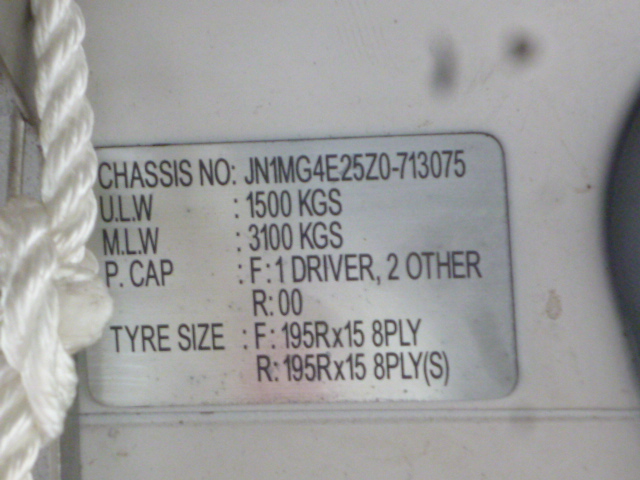 CHASSIS NO: JN1MG4E25Z0-713075
U.L.W : 1500 KGS
M.L.W : 3100 KGS
P. CAP : F: 1 DRIVER, 2 OTHER
R: 00
TYRE SIZE : F: 195Rx15 8PLY
R: 195Rx15 8PLY(S)